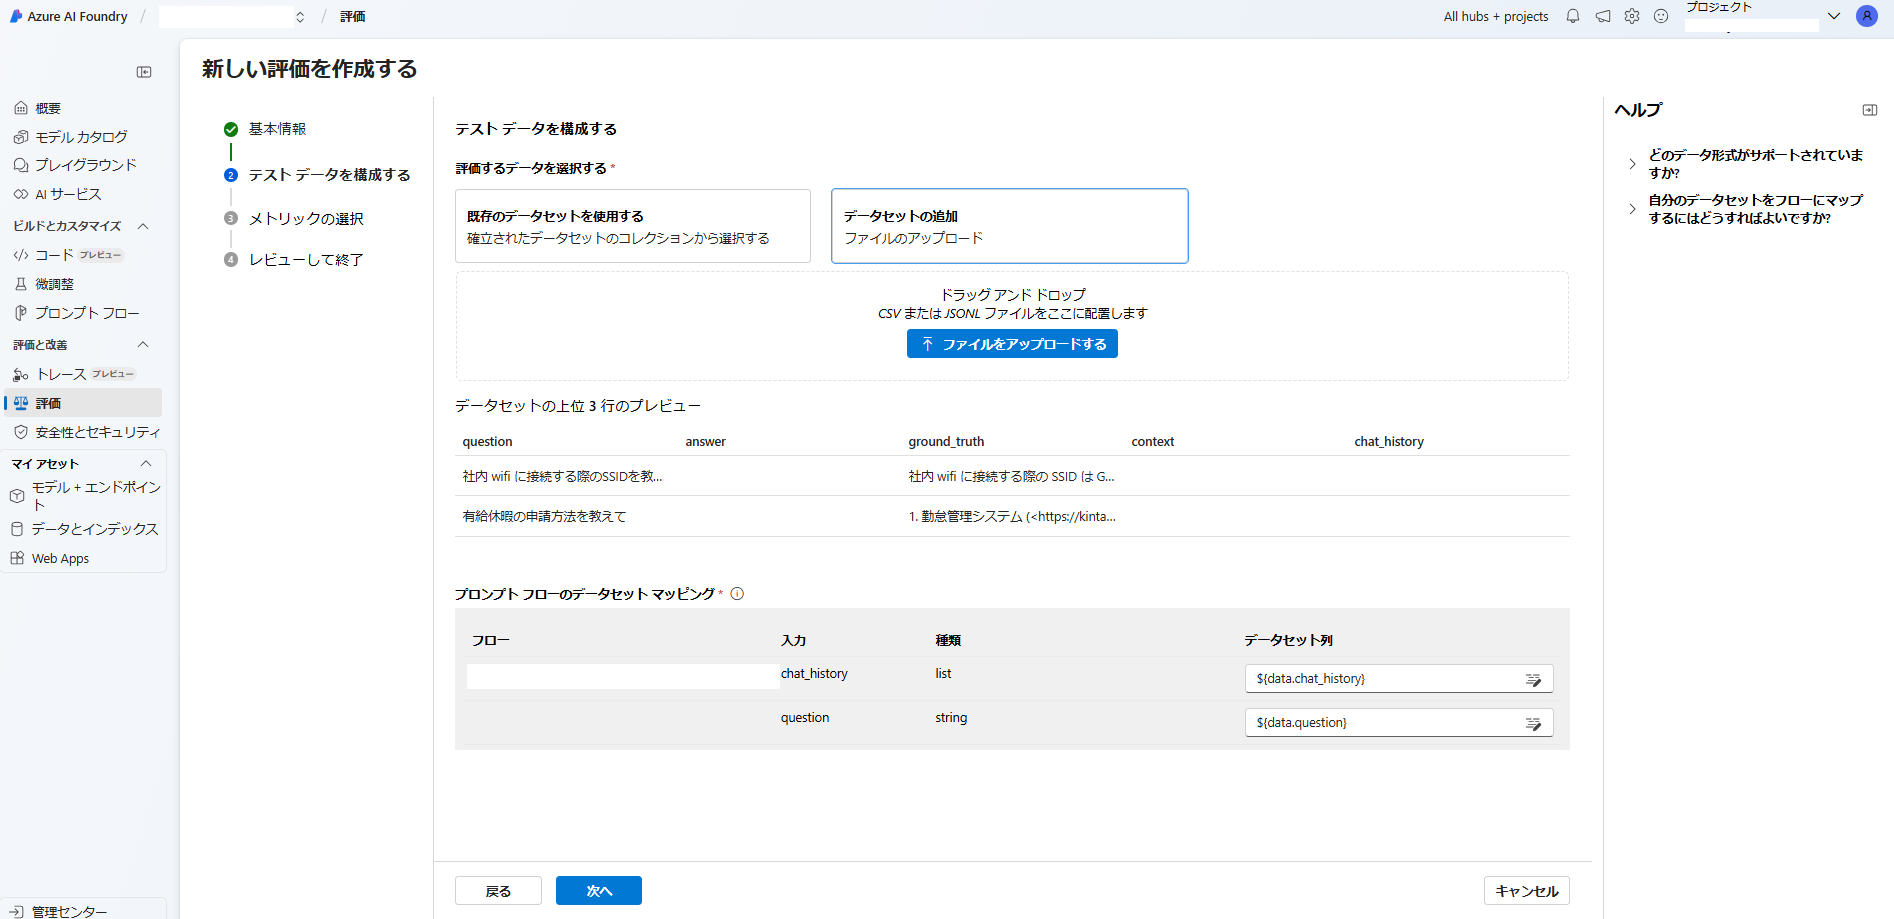 Azure AI Foundry / / 評価
All hubs + projects
プロジェクト
概要
モデル カタログ
プレイグラウンド
AI サービス
ビルドとカスタマイズ
コード プレビュー
微調整
プロンプト フロー
評価と改善
トレース プレビュー
評価
安全性とセキュリティ
マイ アセット
モデル + エンドポイン
ト
データとインデックス
Web Apps
管理センター
新しい評価を作成する
基本情報
2 テスト データを構成する
3 メトリックの選択
4 レビューして終了
テスト データを構成する
評価するデータを選択する *
既存のデータセットを使用する
確立されたデータセットのコレクションから選択する
データセットの追加
ファイルのアップロード
ドラッグ アンド ドロップ
CSV または JSONL ファイルをここに配置します
ファイルをアップロードする
データセットの上位 3 行のプレビュー
question answer ground_truth context chat_history
社内 wifi に接続する際のSSIDを教... 社内 wifi に接続する際の SSID は G...
有給休暇の申請方法を教えて 1. 勤怠管理システム (<https://kinta...
プロンプト フローのデータセット マッピング *
フロー 入力 種類 データセット列
chat_history list ${data.chat_history}
question string ${data.question}
戻る 次へ キャンセル
ヘルプ
どのデータ形式がサポートされていま
すか?
自分のデータセットをフローにマップ
するにはどうすればよいですか?